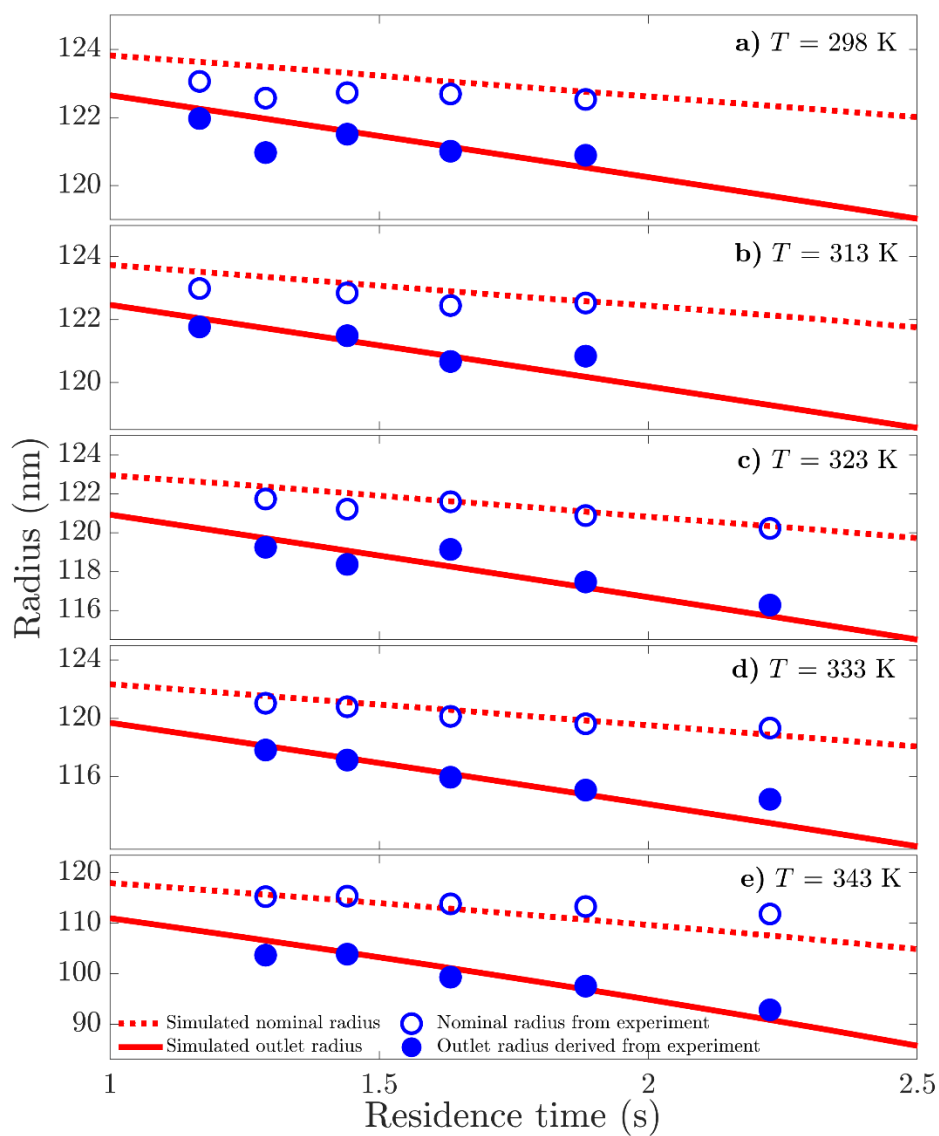 a) T = 298 K
124
122
120
b) T = 313 K
124
122
120
c) T = 323 K
124
122
120
118
116
d) T = 333 K
124
120
116
e) T = 343 K
120
110
100
90
Simulated nominal radius
Nominal radius from experiment
Simulated outlet radius
Outlet radius derived from experiment
1
1.5
2
2.5
Residence time (s)
Radius (nm)